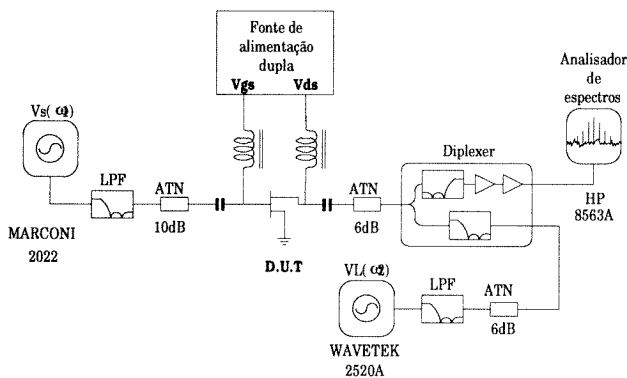 Fonte de
alimentação
dupla
Vgs
Vds
Analisador
de
espectros
Vs(ω1)
LPF
ATN
10dB
MARCONI
2022
D.U.T
ATN
6dB
Diplexer
HP
8563A
VL(ω2)
LPF
ATN
6dB
WAVETEK
2520A